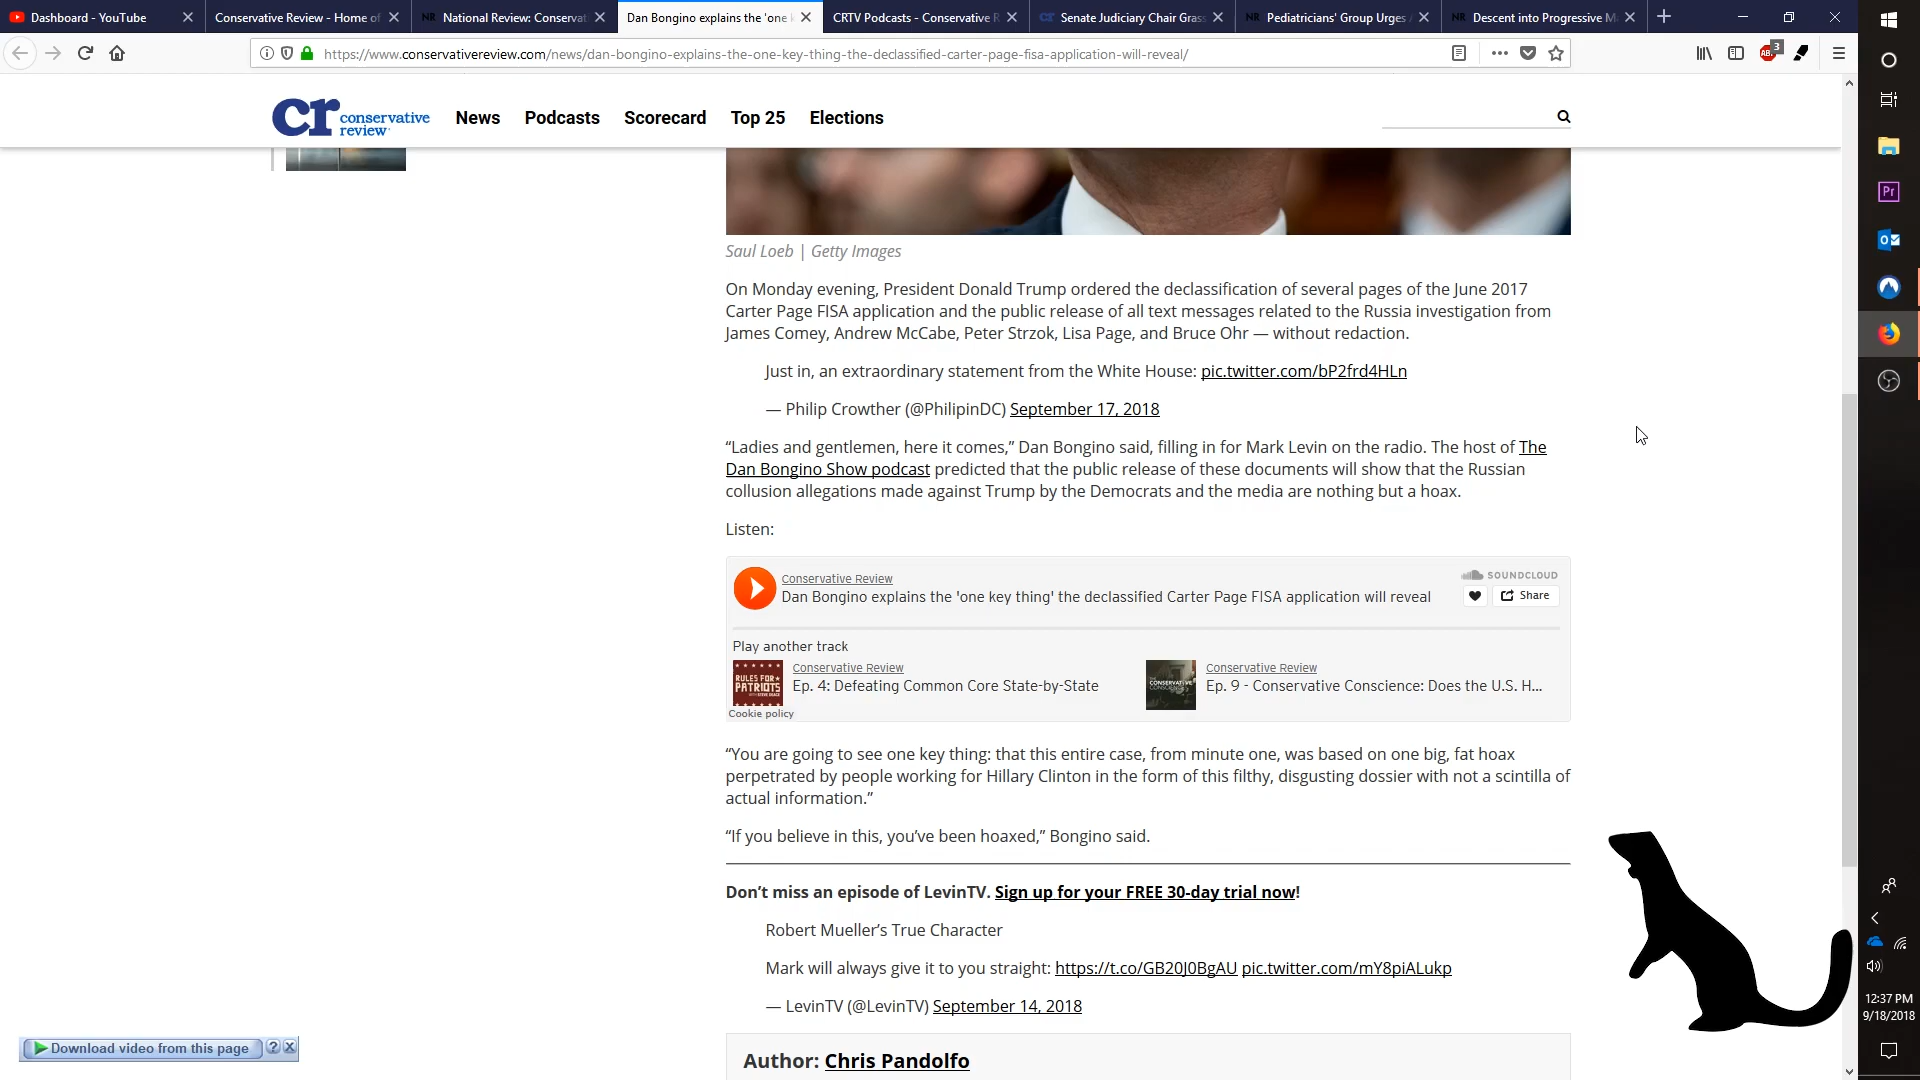 Dashboard - YouTube
Conservative Review - Home of
NR National Review: Conservat
Dan Bongino explains the 'one k
CRTV Podcasts - Conservative R
cr Senate Judiciary Chair Gras
NR Pediatricians' Group Urges
NR Descent into Progressive M
https://www.conservativereview.com/news/dan-bongino-explains-the-one-key-thing-the-declassified-carter-page-fisa-application-will-reveal/
ABP 3
cr conservative review
News
Podcasts
Scorecard
Top 25
Elections
Saul Loeb | Getty Images
On Monday evening, President Donald Trump ordered the declassification of several pages of the June 2017
Carter Page FISA application and the public release of all text messages related to the Russia investigation from
James Comey, Andrew McCabe, Peter Strzok, Lisa Page, and Bruce Ohr — without redaction.
Just in, an extraordinary statement from the White House: pic.twitter.com/bP2frd4HLn
— Philip Crowther (@PhilipinDC) September 17, 2018
“Ladies and gentlemen, here it comes,” Dan Bongino said, filling in for Mark Levin on the radio. The host of The
Dan Bongino Show podcast predicted that the public release of these documents will show that the Russian
collusion allegations made against Trump by the Democrats and the media are nothing but a hoax.
Listen:
Conservative Review
SOUNDCLOUD
Dan Bongino explains the 'one key thing' the declassified Carter Page FISA application will reveal
Share
Play another track
RULES FOR
PATRIOTS
Conservative Review
Ep. 4: Defeating Common Core State-by-State
CONSERVATIVE
CONSCIENCE
Conservative Review
Ep. 9 - Conservative Conscience: Does the U.S. H...
Cookie policy
“You are going to see one key thing: that this entire case, from minute one, was based on one big, fat hoax
perpetrated by people working for Hillary Clinton in the form of this filthy, disgusting dossier with not a scintilla of
actual information.”
“If you believe in this, you’ve been hoaxed,” Bongino said.
Don’t miss an episode of LevinTV. Sign up for your FREE 30-day trial now!
Robert Mueller’s True Character
Mark will always give it to you straight: https://t.co/GB20J0BgAU pic.twitter.com/mY8piALukp
— LevinTV (@LevinTV) September 14, 2018
Author: Chris Pandolfo
Download video from this page
Pr
12:37 PM
9/18/2018